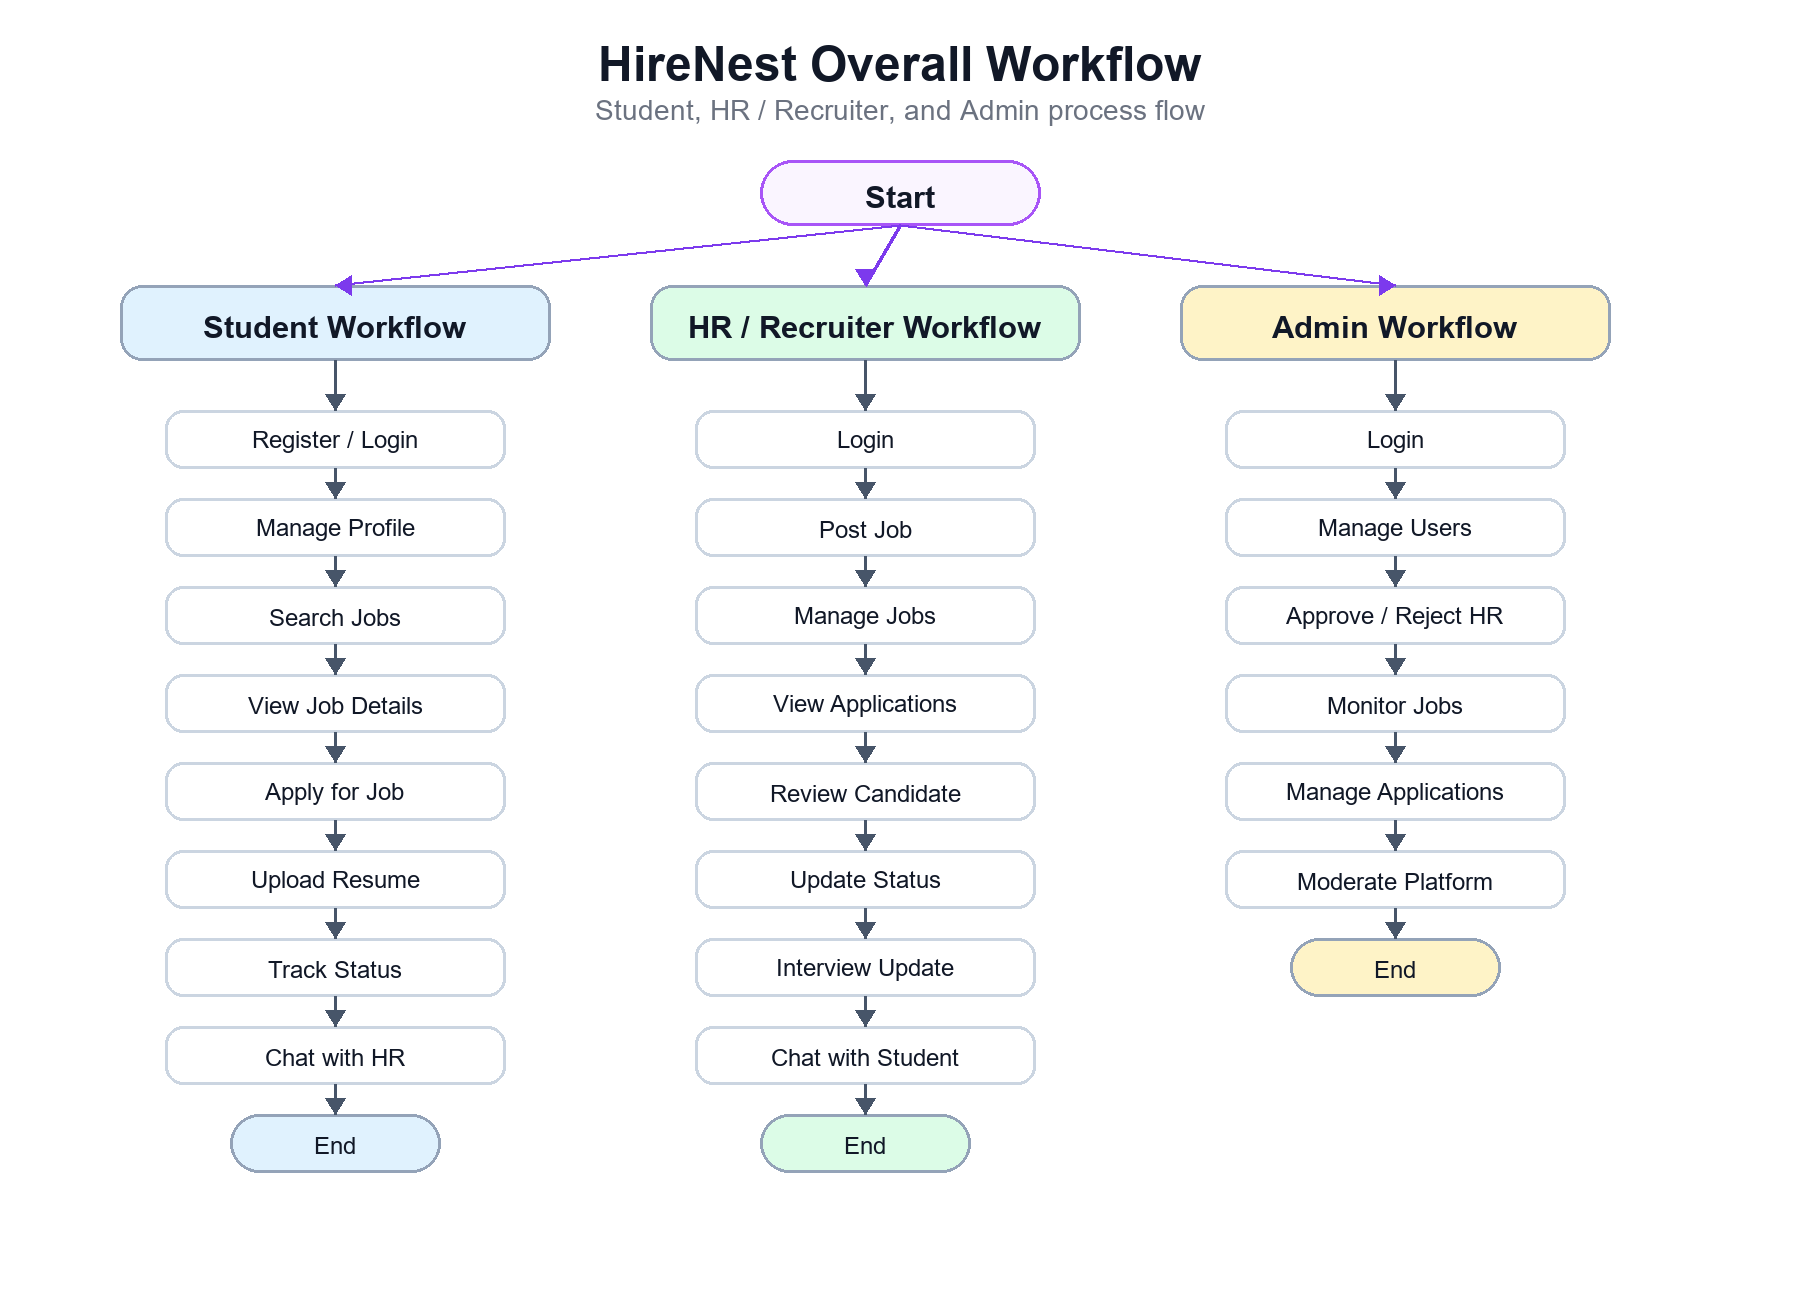 HireNest Overall Workflow
Student, HR / Recruiter, and Admin process flow
Start
Student Workflow
Register / Login
Manage Profile
Search Jobs
View Job Details
Apply for Job
Upload Resume
Track Status
Chat with HR
End
HR / Recruiter Workflow
Login
Post Job
Manage Jobs
View Applications
Review Candidate
Update Status
Interview Update
Chat with Student
End
Admin Workflow
Login
Manage Users
Approve / Reject HR
Monitor Jobs
Manage Applications
Moderate Platform
End